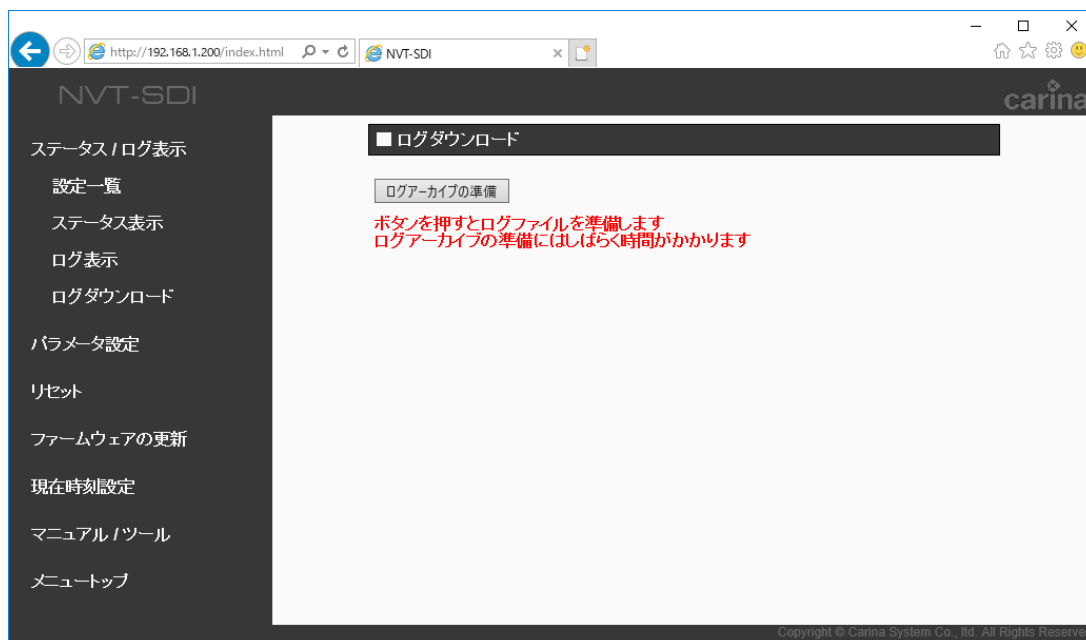 http://192.168.1.200/index.html
NVT-SDI
NVT-SDI
carina
ステータス / ログ表示
設定一覧
ステータス表示
ログ表示
ログダウンロード
パラメータ設定
リセット
ファームウェアの更新
現在時刻設定
マニュアル / ツール
メニュートップ
■ ログダウンロード
ログアーカイブの準備
ボタンを押すとログファイルを準備します
ログアーカイブの準備にはしばらく時間がかかります
Copyright © Carina System Co., ltd. All Rights Reserve